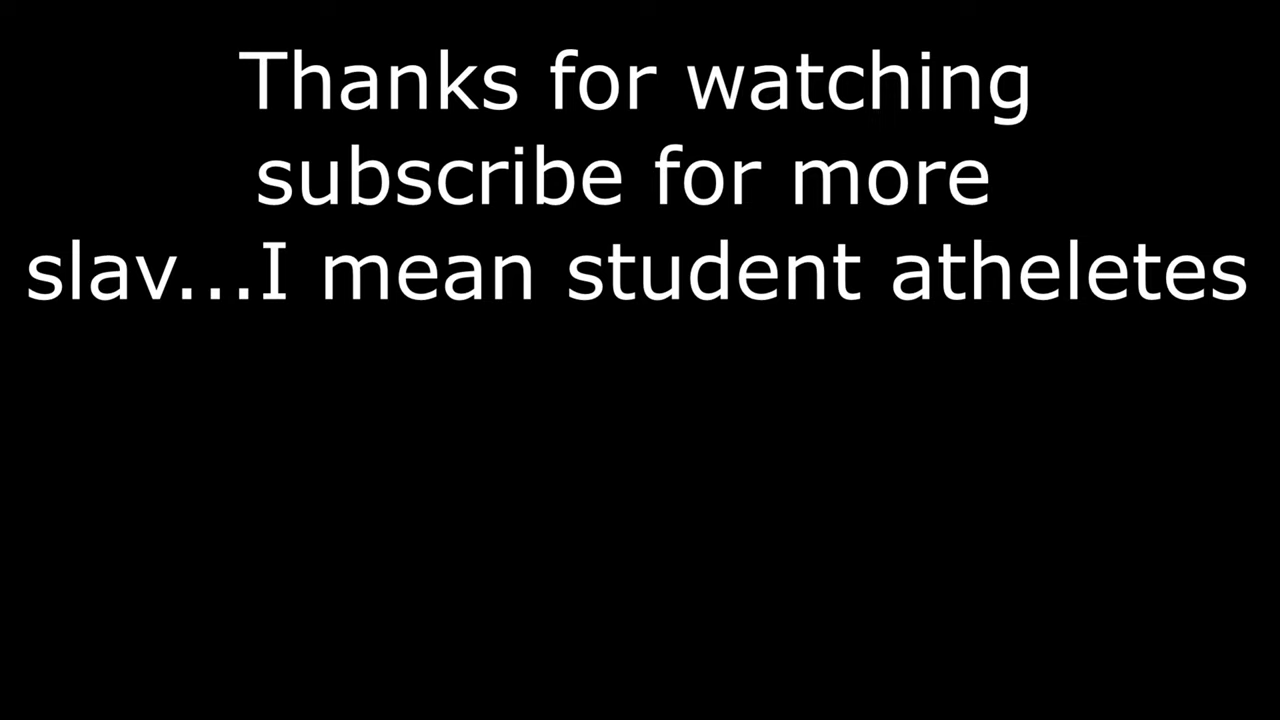 Thanks for watching
subscribe for more
slav...I mean student atheletes